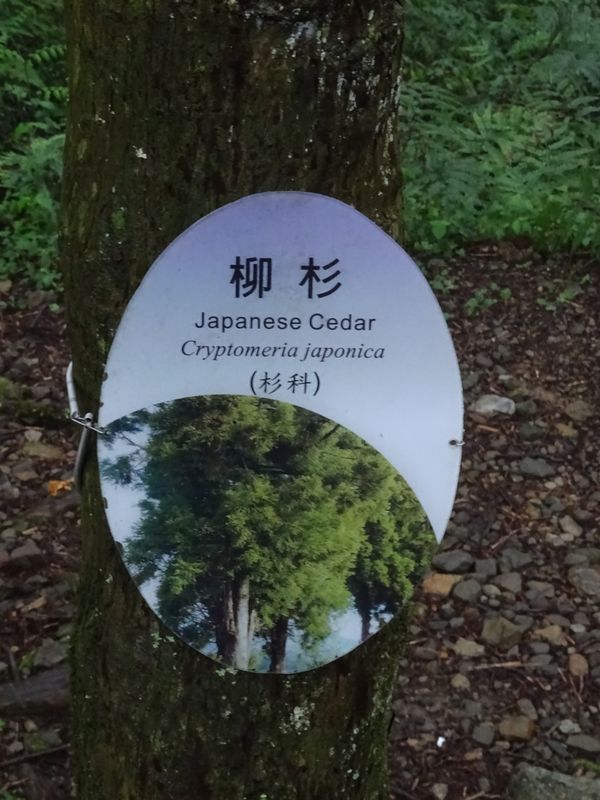 柳杉
Japanese Cedar
Cryptomeria japonica
(杉科)